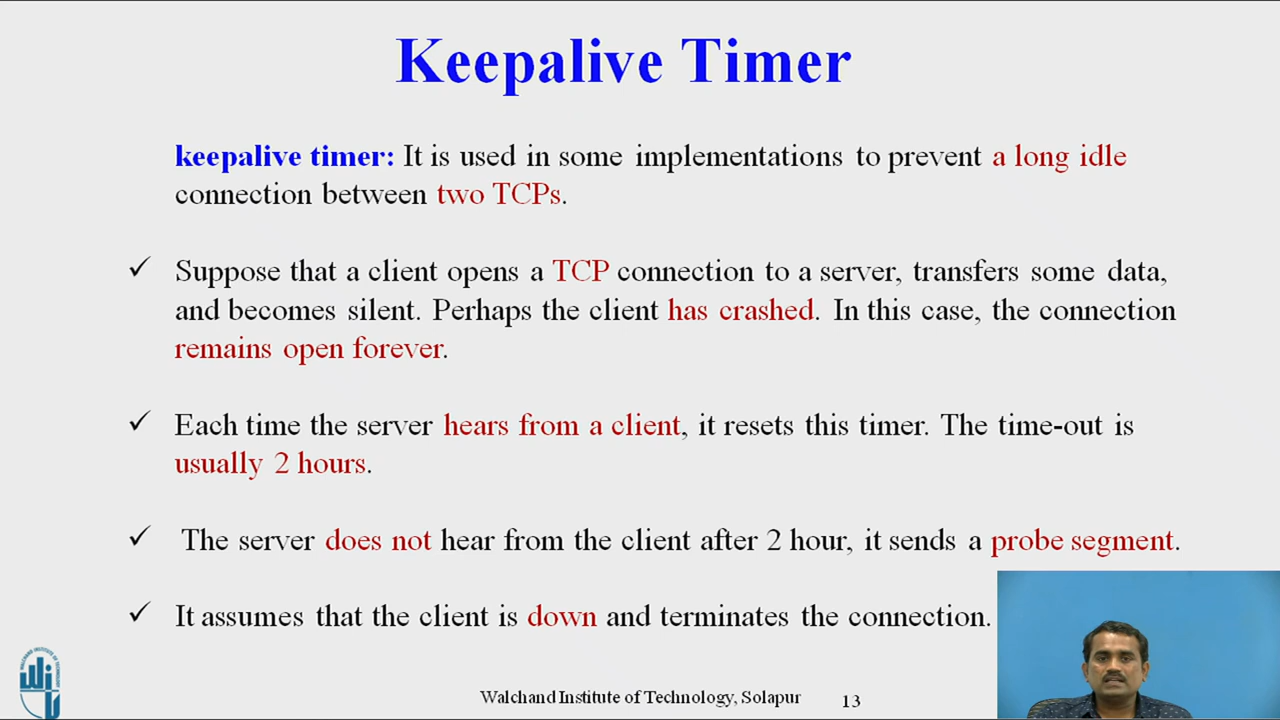 Keepalive Timer
keepalive timer: It is used in some implementations to prevent a long idle
connection between two TCPs.
✓ Suppose that a client opens a TCP connection to a server, transfers some data,
and becomes silent. Perhaps the client has crashed. In this case, the connection
remains open forever.
✓ Each time the server hears from a client, it resets this timer. The time-out is
usually 2 hours.
✓ The server does not hear from the client after 2 hour, it sends a probe segment.
✓ It assumes that the client is down and terminates the connection.
WALCHAND INSTITUTE OF TECHNOLOGY
Walchand Institute of Technology, Solapur 13